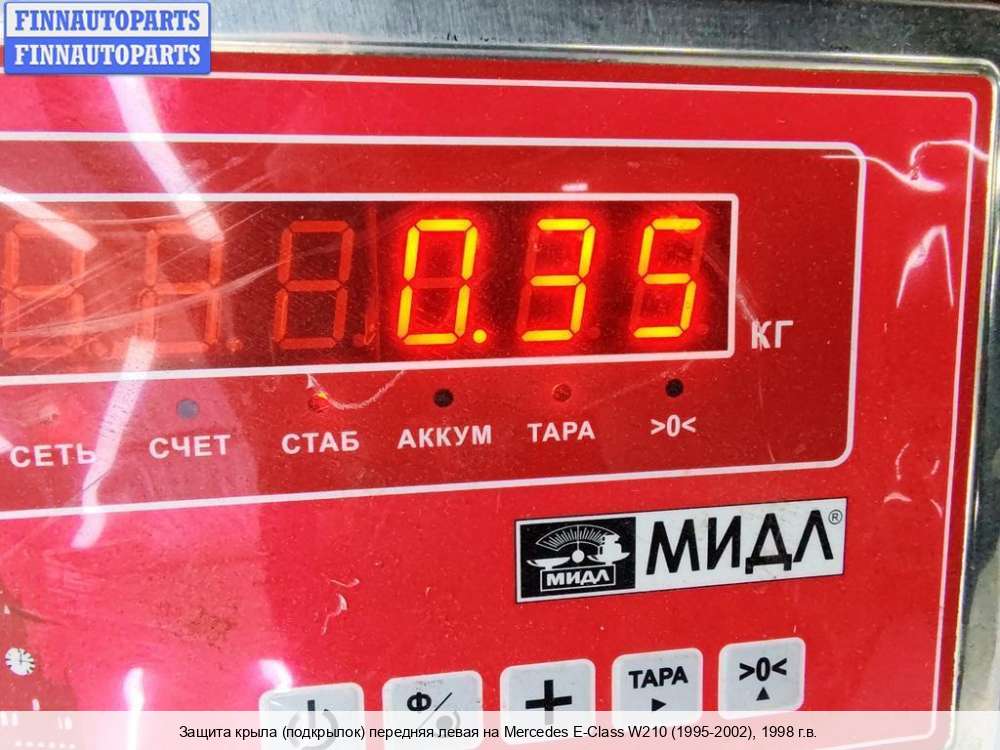 FINNAUTOPARTS
FINNAUTOPARTS
0.35
КГ
СЕТЬ СЧЕТ СТАБ АККУМ ТАРА >0<
МИДЛ
МИДЛ®
Ф/ + ТАРА >0<
Защита крыла (подкрылок) передняя левая на Mercedes E-Class W210 (1995-2002), 1998 г.в.